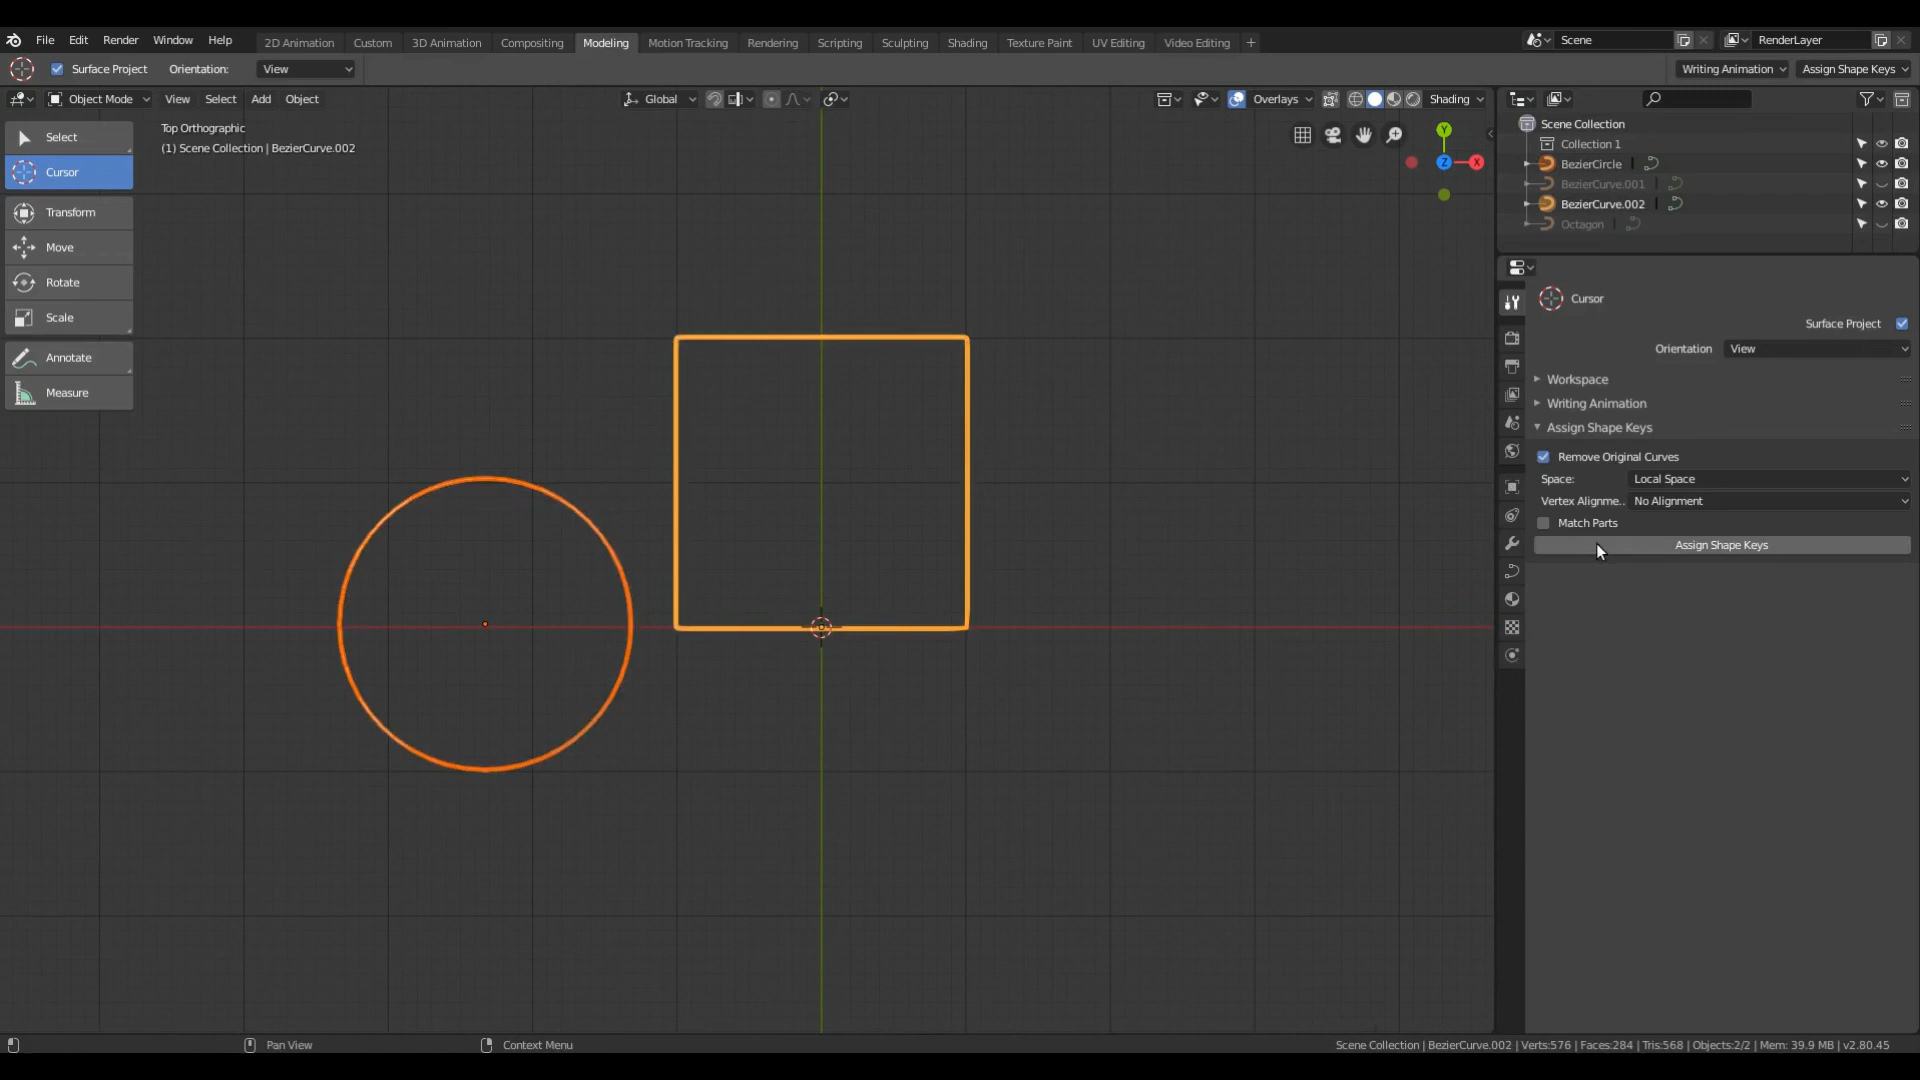 File Edit Render Window Help 2D Animation Custom 3D Animation Compositing Modeling Motion Tracking Rendering Scripting Sculpting Shading Texture Paint UV Editing Video Editing + Scene RenderLayer
Surface Project Orientation: View Writing Animation Assign Shape Keys
Object Mode View Select Add Object Global Overlays Shading
Select
Cursor
Transform
Move
Rotate
Scale
Annotate
Measure
Top Orthographic
(1) Scene Collection | BezierCurve.002
Y
Z X
Scene Collection
Collection 1
BezierCircle
BezierCurve.001
BezierCurve.002
Octagon
Cursor
Surface Project
Orientation View
Workspace
Writing Animation
Assign Shape Keys
Remove Original Curves
Space: Local Space
Vertex Alignme.. No Alignment
Match Parts
Assign Shape Keys
Pan View Context Menu Scene Collection | BezierCurve.002 | Verts:576 | Faces:284 | Tris:568 | Objects:2/2 | Mem: 39.9 MB | v2.80.45